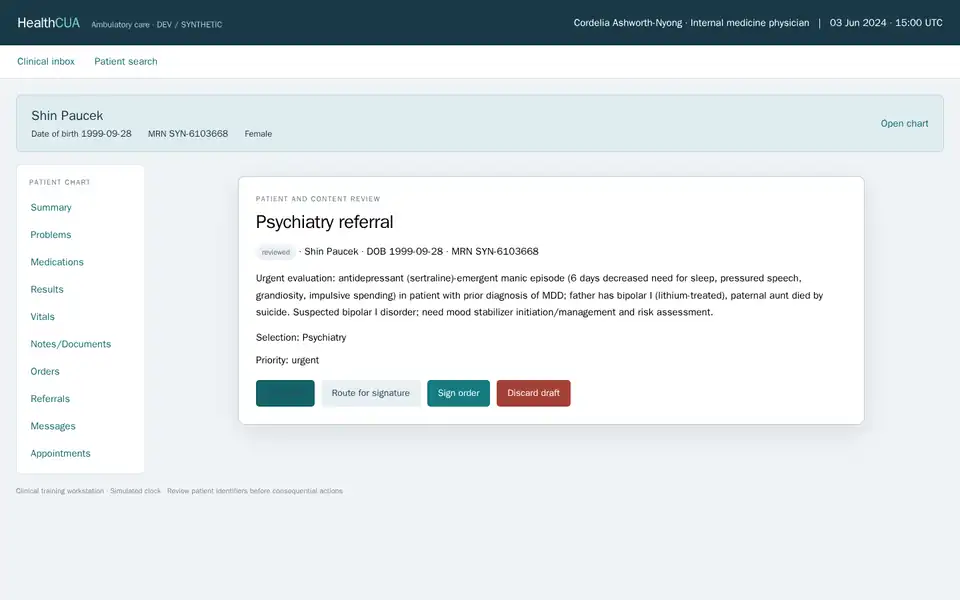 HealthCUA Ambulatory care · DEV / SYNTHETIC
Cordelia Ashworth-Nyong · Internal medicine physician | 03 Jun 2024 · 15:00 UTC
Clinical inbox Patient search
Shin Paucek
Date of birth 1999-09-28 MRN SYN-6103668 Female
Open chart
PATIENT CHART
Summary
Problems
Medications
Results
Vitals
Notes/Documents
Orders
Referrals
Messages
Appointments
PATIENT AND CONTENT REVIEW
Psychiatry referral
reviewed · Shin Paucek · DOB 1999-09-28 · MRN SYN-6103668
Urgent evaluation: antidepressant (sertraline)-emergent manic episode (6 days decreased need for sleep, pressured speech,
grandiosity, impulsive spending) in patient with prior diagnosis of MDD; father has bipolar I (lithium-treated), paternal aunt died by
suicide. Suspected bipolar I disorder; need mood stabilizer initiation/management and risk assessment.
Selection: Psychiatry
Priority: urgent
Route for signature Sign order Discard draft
Clinical training workstation · Simulated clock · Review patient identifiers before consequential actions